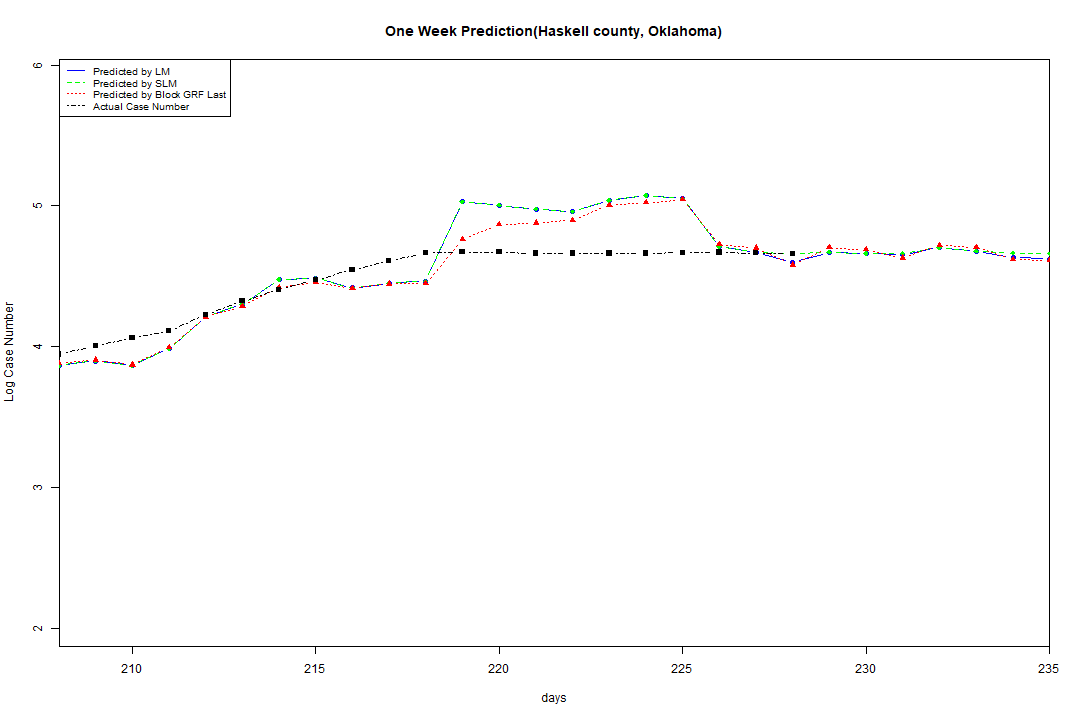 One Week Prediction(Haskell county, Oklahoma)
Predicted by LM
Predicted by SLM
Predicted by Block GRF Last
Actual Case Number
6
5
4
3
2
Log Case Number
210 215 220 225 230 235
days